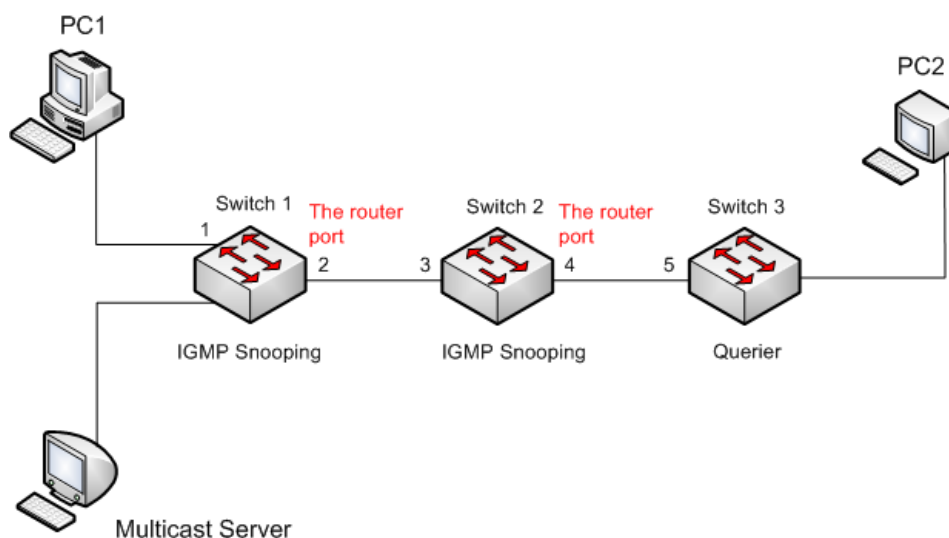 PC1
PC2
Switch 1
The router
port
Switch 2
The router
port
Switch 3
1
2
3
4
5
IGMP Snooping
IGMP Snooping
Querier
Multicast Server